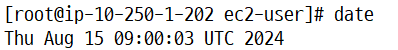 [root@ip-10-250-1-202 ec2-user]# date
Thu Aug 15 09:00:03 UTC 2024